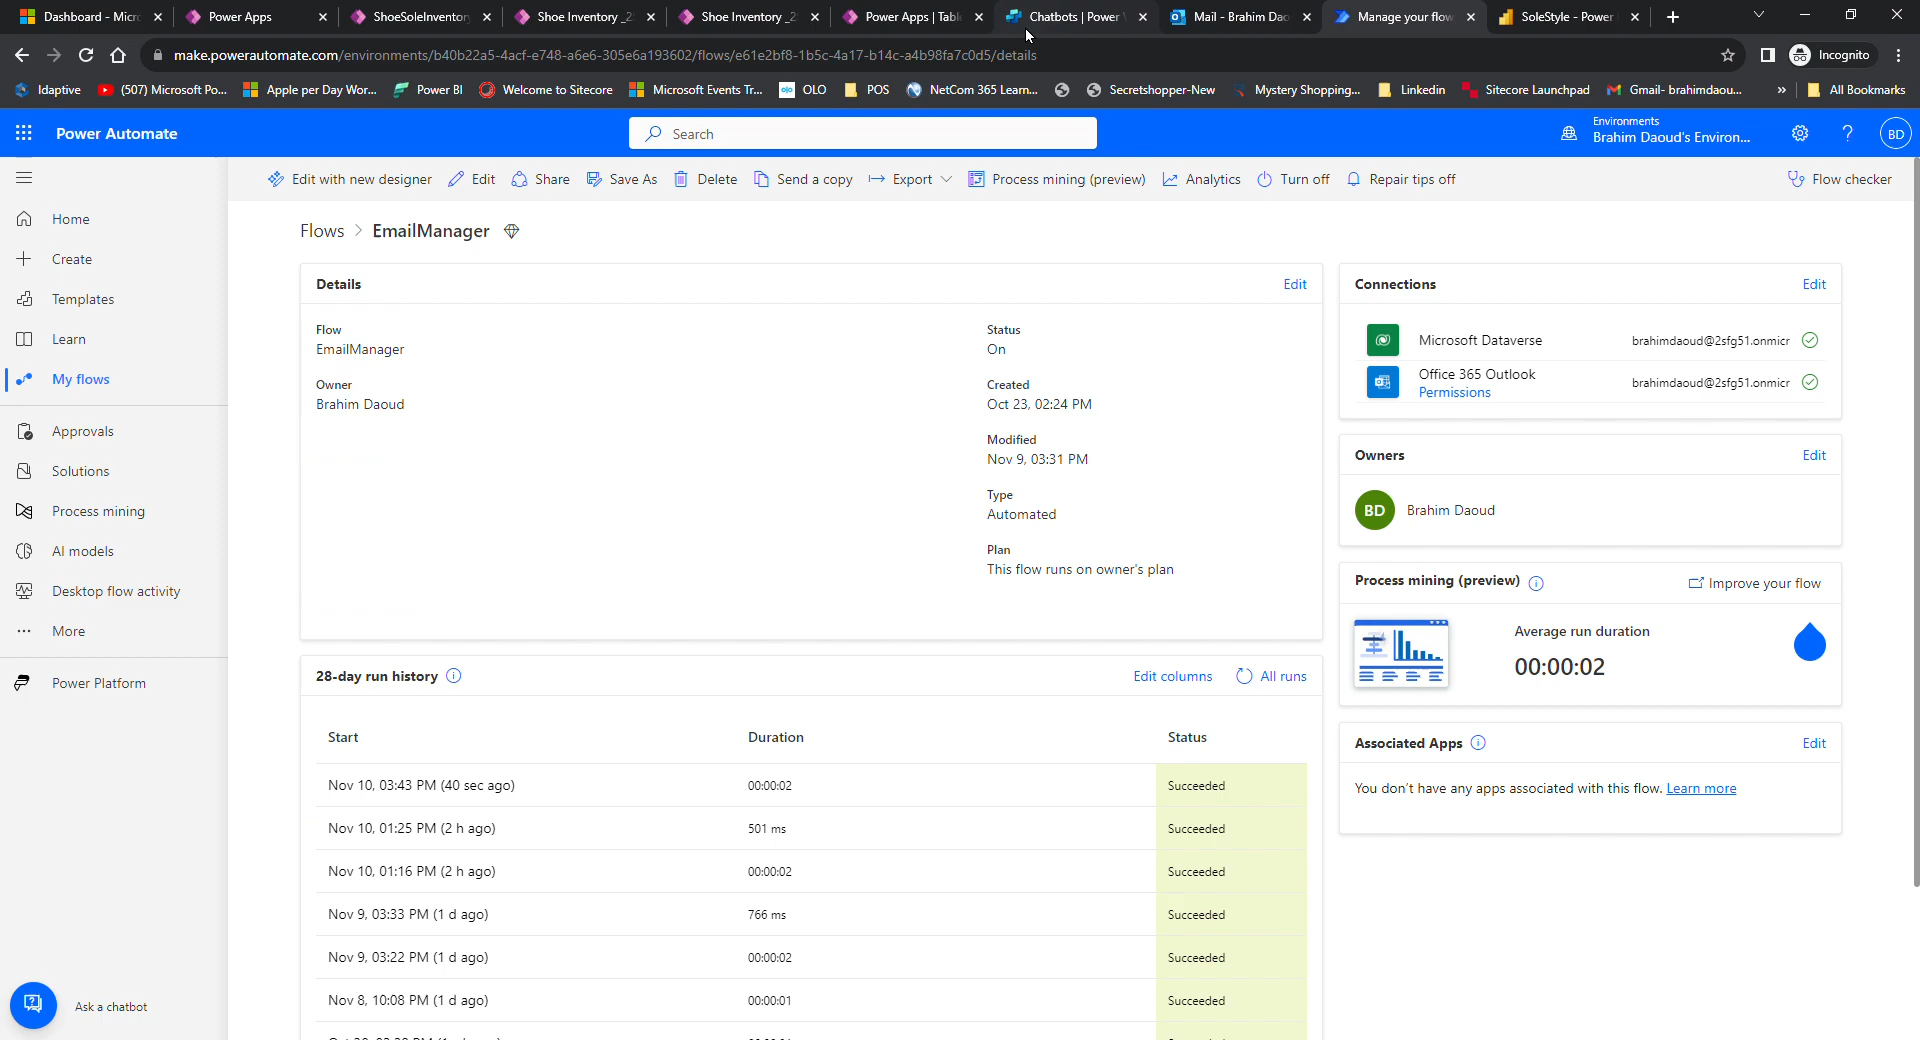 Dashboard - Micr
Power Apps
ShoeSoleInventory
Shoe Inventory _2
Shoe Inventory _2
Power Apps | Tabl
Chatbots | Power V
Mail - Brahim Dao
Manage your flow
SoleStyle - Power
make.powerautomate.com/environments/b40b22a5-4acf-e748-a6e6-305e6a193602/flows/e61e2bf8-1b5c-4a17-b14c-a4b98fa7c0d5/details
Incognito
Idaptive
(507) Microsoft Po...
Apple per Day Wor...
Power BI
Welcome to Sitecore
Microsoft Events Tr...
OLO
POS
NetCom 365 Learn...
Secretshopper-New
Mystery Shopping...
Linkedin
Sitecore Launchpad
Gmail- brahimdaou...
»
All Bookmarks
Power Automate
Search
Environments
Brahim Daoud's Environ...
?
BD
Edit with new designer
Edit
Share
Save As
Delete
Send a copy
Export
Process mining (preview)
Analytics
Turn off
Repair tips off
Flow checker
Home
Create
Templates
Learn
My flows
Approvals
Solutions
Process mining
AI models
Desktop flow activity
More
Power Platform
Ask a chatbot
Flows > EmailManager
Details
Edit
Flow
EmailManager
Owner
Brahim Daoud
Status
On
Created
Oct 23, 02:24 PM
Modified
Nov 9, 03:31 PM
Type
Automated
Plan
This flow runs on owner's plan
28-day run history
Edit columns
All runs
Start
Duration
Status
Nov 10, 03:43 PM (40 sec ago)
00:00:02
Succeeded
Nov 10, 01:25 PM (2 h ago)
501 ms
Succeeded
Nov 10, 01:16 PM (2 h ago)
00:00:02
Succeeded
Nov 9, 03:33 PM (1 d ago)
766 ms
Succeeded
Nov 9, 03:22 PM (1 d ago)
00:00:02
Succeeded
Nov 8, 10:08 PM (1 d ago)
00:00:01
Succeeded
Connections
Edit
Microsoft Dataverse
brahimdaoud@2sfg51.onmicr
Office 365 Outlook
Permissions
brahimdaoud@2sfg51.onmicr
Owners
Edit
BD
Brahim Daoud
Process mining (preview)
Improve your flow
Average run duration
00:00:02
Associated Apps
Edit
You don't have any apps associated with this flow. Learn more